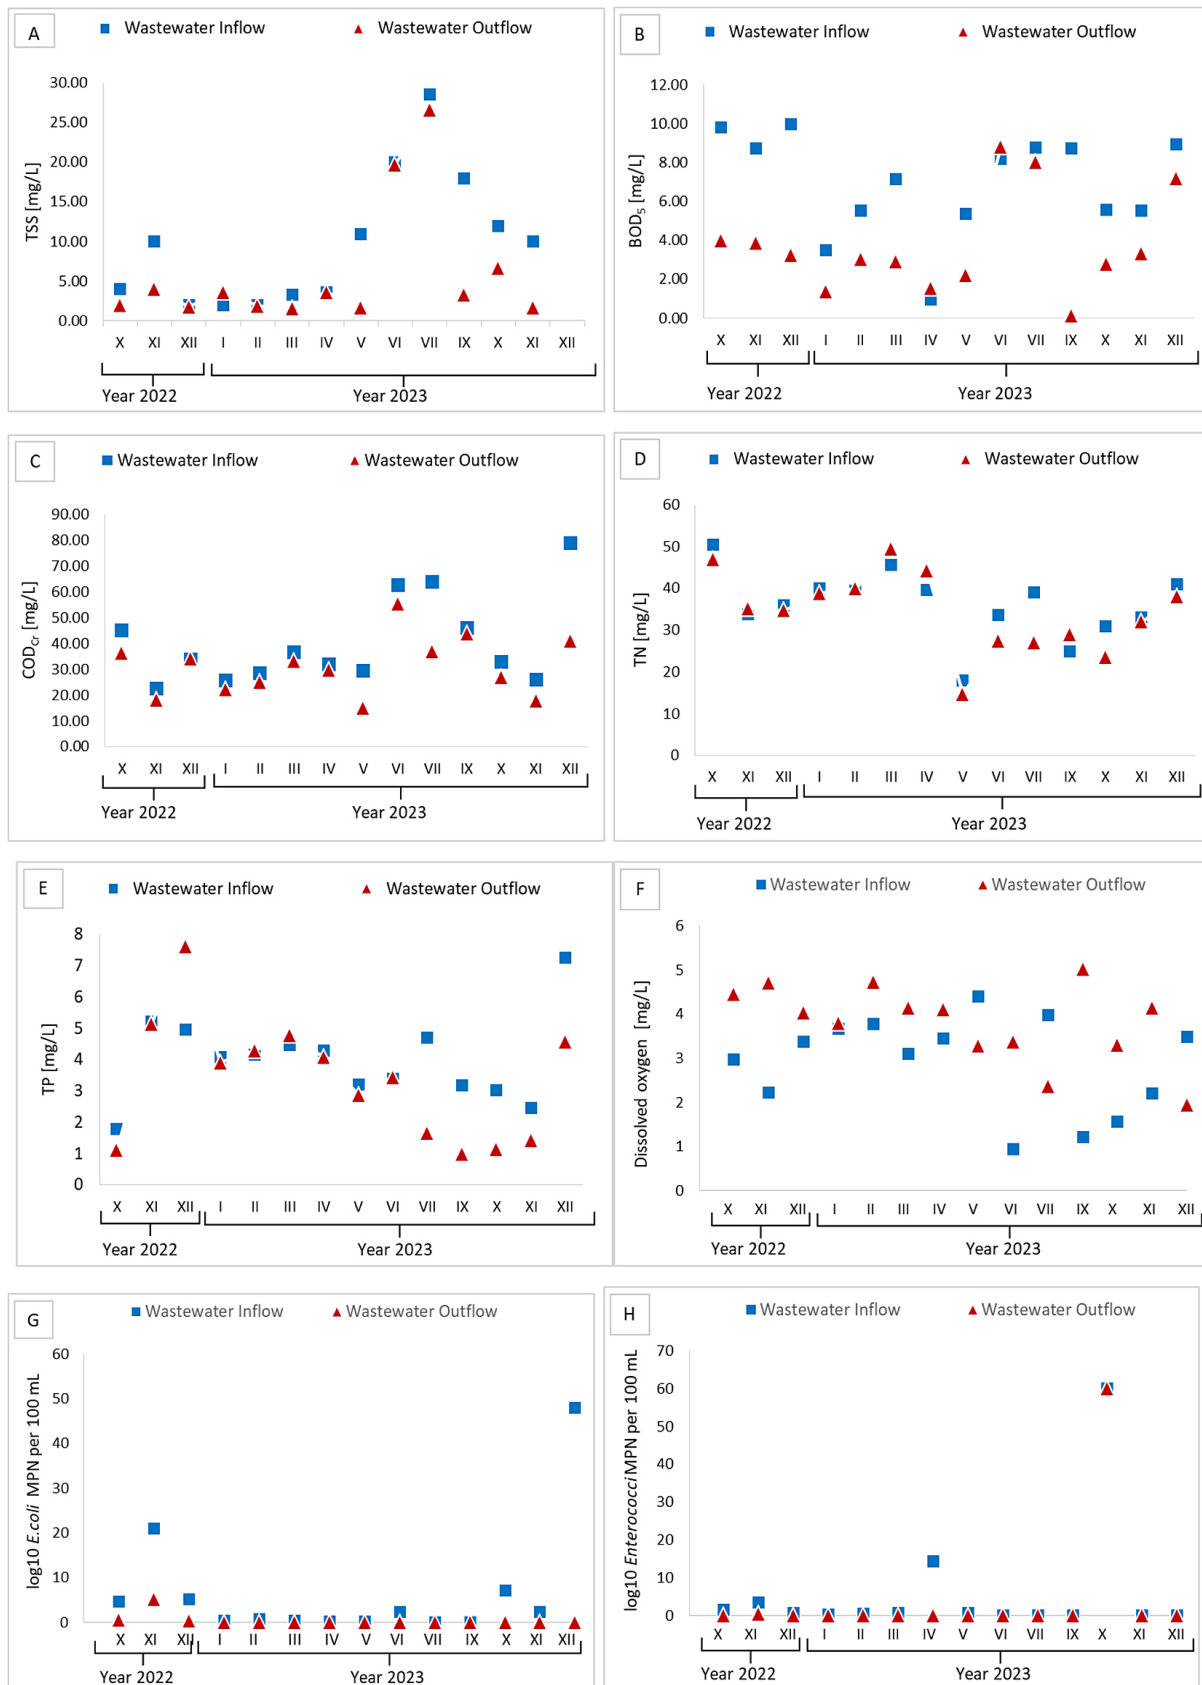 A
Wastewater Inflow
Wastewater Outflow
TSS [mg/L]
30.00
25.00
20.00
15.00
10.00
5.00
0.00
X XI XII I II III IV V VI VII IX X XI XII
Year 2022
Year 2023
B
Wastewater Inflow
Wastewater Outflow
BOD5 [mg/L]
12.00
10.00
8.00
6.00
4.00
2.00
0.00
X XI XII I II III IV V VI VII IX X XI XII
Year 2022
Year 2023
C
Wastewater Inflow
Wastewater Outflow
CODCr [mg/L]
90.00
80.00
70.00
60.00
50.00
40.00
30.00
20.00
10.00
0.00
X XI XII I II III IV V VI VII IX X XI XII
Year 2022
Year 2023
D
Wastewater Inflow
Wastewater Outflow
TN [mg/L]
60
50
40
30
20
10
0
X XI XII I II III IV V VI VII IX X XI XII
Year 2022
Year 2023
E
Wastewater Inflow
Wastewater Outflow
TP [mg/L]
8
7
6
5
4
3
2
1
0
X XI XII I II III IV V VI VII IX X XI XII
Year 2022
Year 2023
F
Wastewater Inflow
Wastewater Outflow
Dissolved oxygen [mg/L]
6
5
4
3
2
1
0
X XI XII I II III IV V VI VII IX X XI XII
Year 2022
Year 2023
G
Wastewater Inflow
Wastewater Outflow
log10 E.coli MPN per 100 mL
60
50
40
30
20
10
0
X XI XII I II III IV V VI VII IX X XI XII
Year 2022
Year 2023
H
Wastewater Inflow
Wastewater Outflow
log10 Enterococci MPN per 100 mL
70
60
50
40
30
20
10
0
X XI XII I II III IV V VI VII IX X XI XII
Year 2022
Year 2023